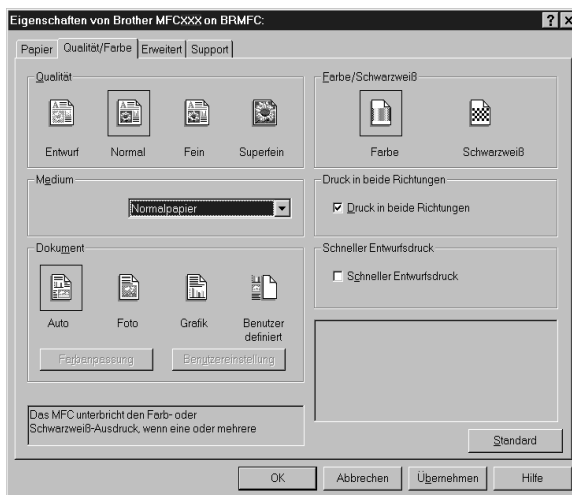 Eigenschaften von Brother MFCXXX on BRMFC:
Papier Qualität/Farbe Erweitert Support
Qualität
Entwurf Normal Fein Superfein
Farbe/Schwarzweiß
Farbe Schwarzweiß
Medium
Normalpapier
Druck in beide Richtungen
Druck in beide Richtungen
Dokument
Auto Foto Grafik Benutzer
definiert
Farbanpassung Benutzereinstellung
Schneller Entwurfsdruck
Schneller Entwurfsdruck
Das MFC unterbricht den Farb- oder
Schwarzweiß-Ausdruck, wenn eine oder mehrere
Standard
OK Abbrechen Übernehmen Hilfe